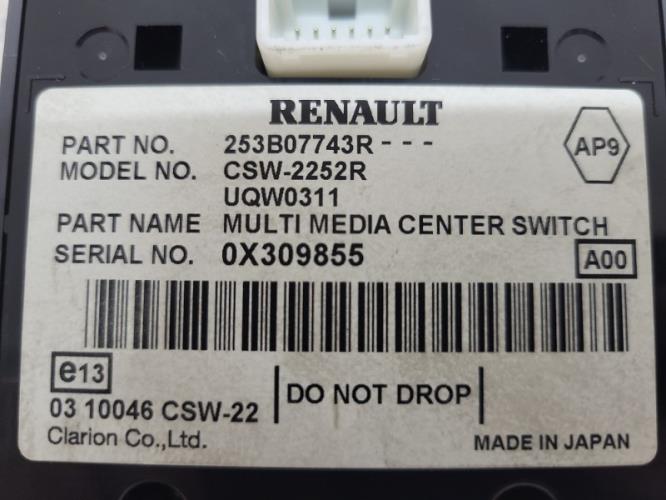 RENAULT
PART NO. 253B07743R - - -
AP9
MODEL NO. CSW-2252R
UQW0311
PART NAME MULTI MEDIA CENTER SWITCH
SERIAL NO. 0X309855
A00
e13
DO NOT DROP
03 10046 CSW-22
Clarion Co.,Ltd.
MADE IN JAPAN